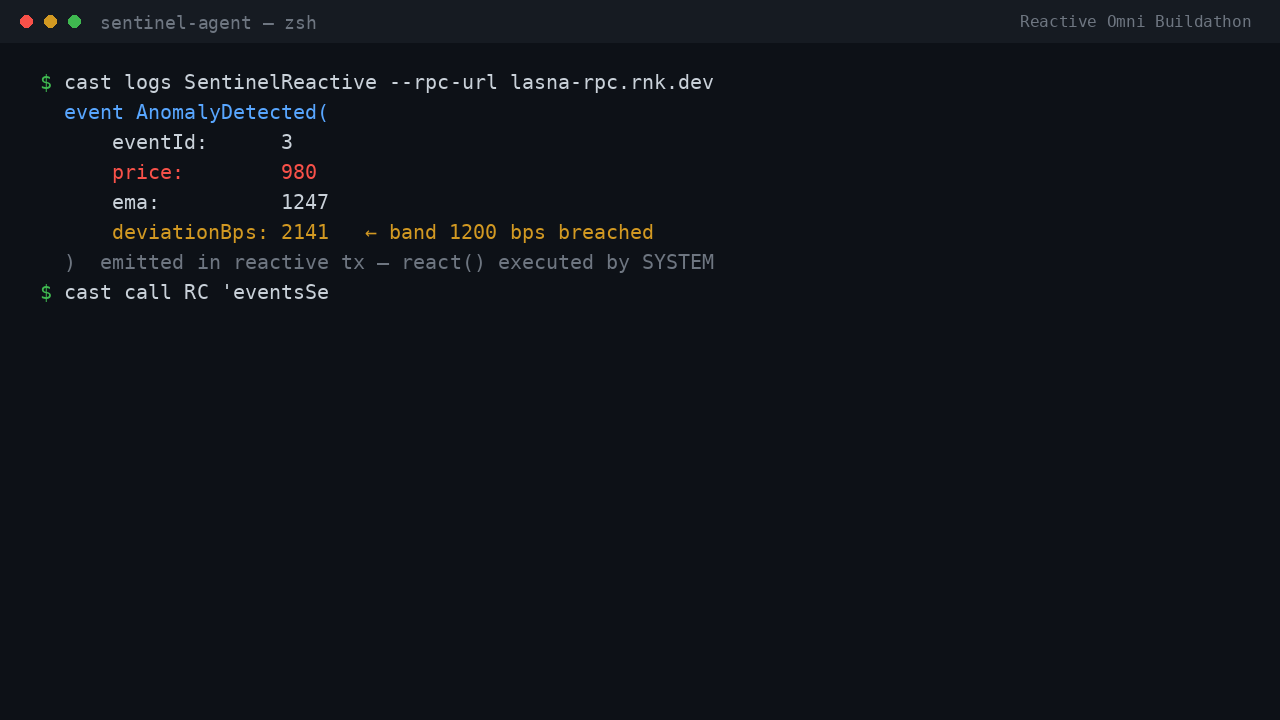 sentinel-agent — zsh
Reactive Omni Buildathon
$ cast logs SentinelReactive --rpc-url lasna-rpc.rnk.dev
event AnomalyDetected(
eventId: 3
price: 980
ema: 1247
deviationBps: 2141 ← band 1200 bps breached
) emitted in reactive tx — react() executed by SYSTEM
$ cast call RC 'eventsSe